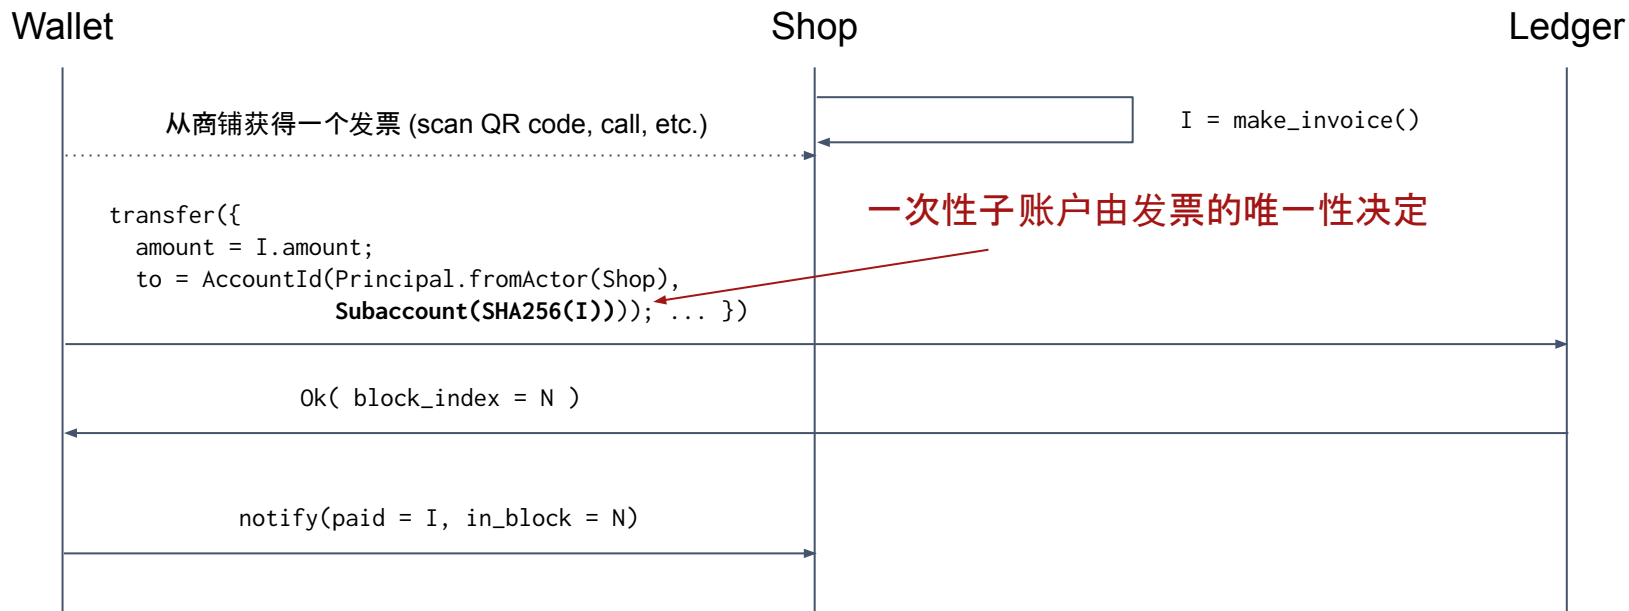 Wallet
Shop
Ledger
从商铺获得一个发票 (scan QR code, call, etc.)
I = make_invoice()
一次性子账户由发票的唯一性决定
transfer({
amount = I.amount;
to = AccountId(Principal.fromActor(Shop),
Subaccount(SHA256(I)))); ... })
Ok( block_index = N )
notify(paid = I, in_block = N)